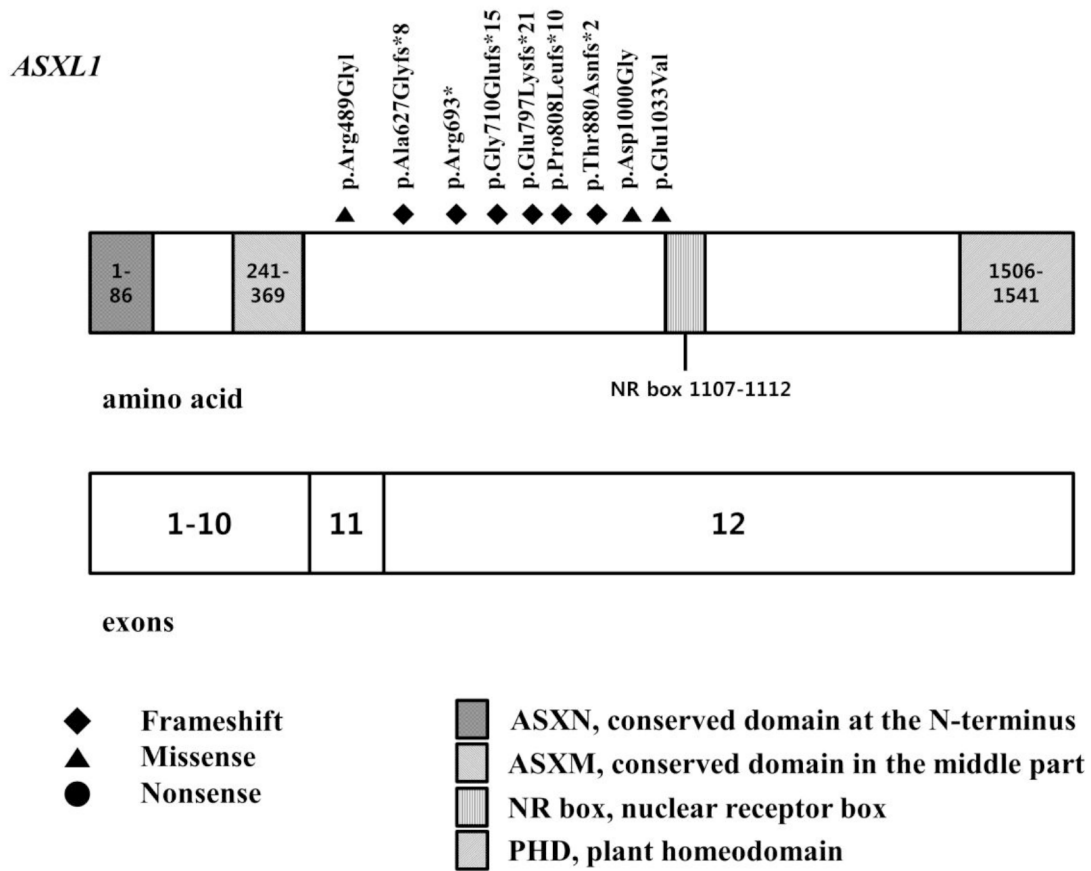 ASXL1
p.Arg489Glyl
p.Ala627Glyfs*8
p.Arg693*
p.Gly710Glufs*15
p.Glu797Lysfs*21
p.Pro808Leufs*10
p.Thr880Asnfs*2
p.Asp1000Gly
p.Glu1033Val
1-
86
241-
369
1506-
1541
NR box 1107-1112
amino acid
1-10
11
12
exons
Frameshift
Missense
Nonsense
ASXN, conserved domain at the N-terminus
ASXM, conserved domain in the middle part
NR box, nuclear receptor box
PHD, plant homeodomain